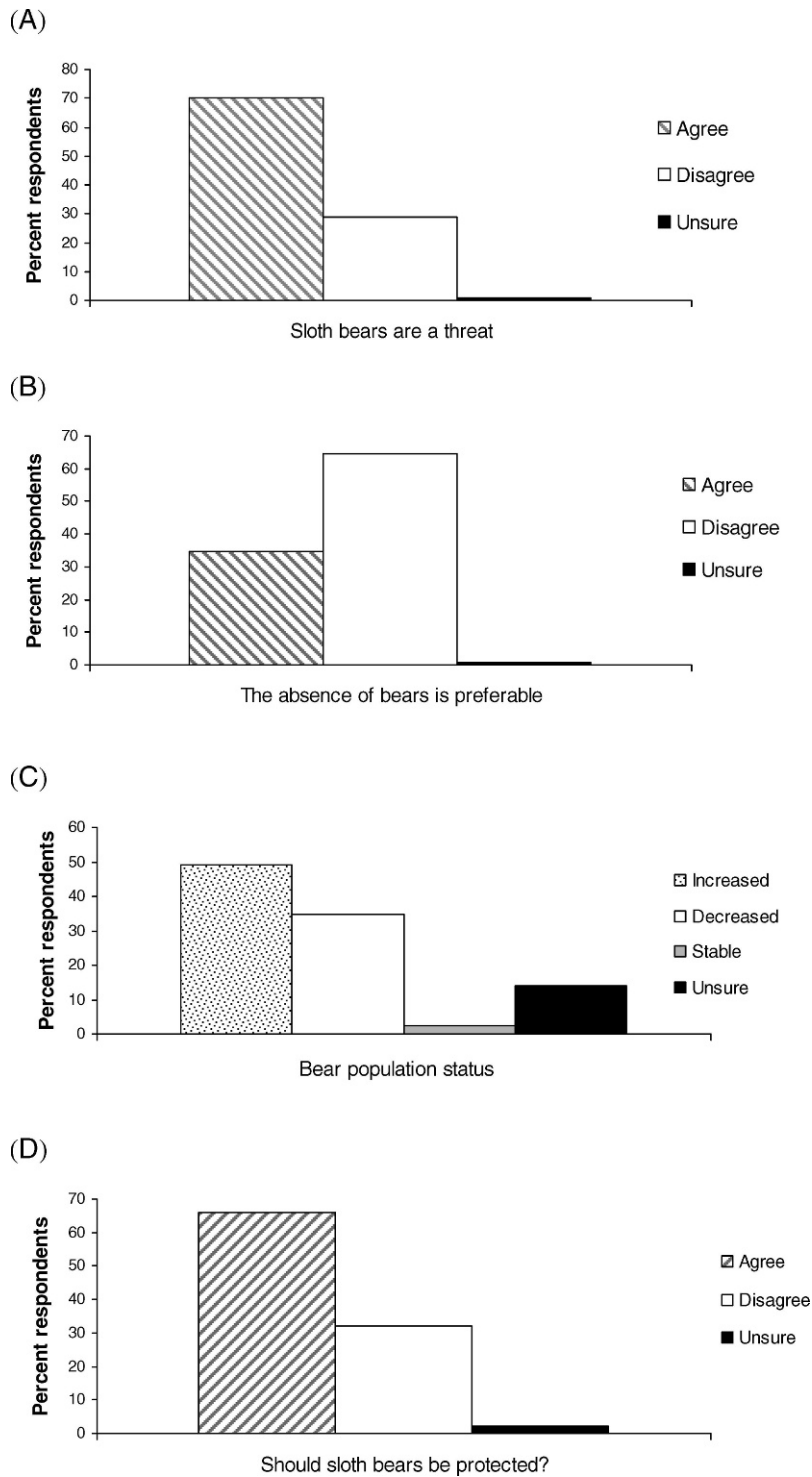 (A)
Percent respondents
80
70
60
50
40
30
20
10
0
Agree
Disagree
Unsure
Sloth bears are a threat
(B)
Percent respondents
70
60
50
40
30
20
10
0
Agree
Disagree
Unsure
The absence of bears is preferable
(C)
Percent respondents
60
50
40
30
20
10
0
Increased
Decreased
Stable
Unsure
Bear population status
(D)
Percent respondents
70
60
50
40
30
20
10
0
Agree
Disagree
Unsure
Should sloth bears be protected?